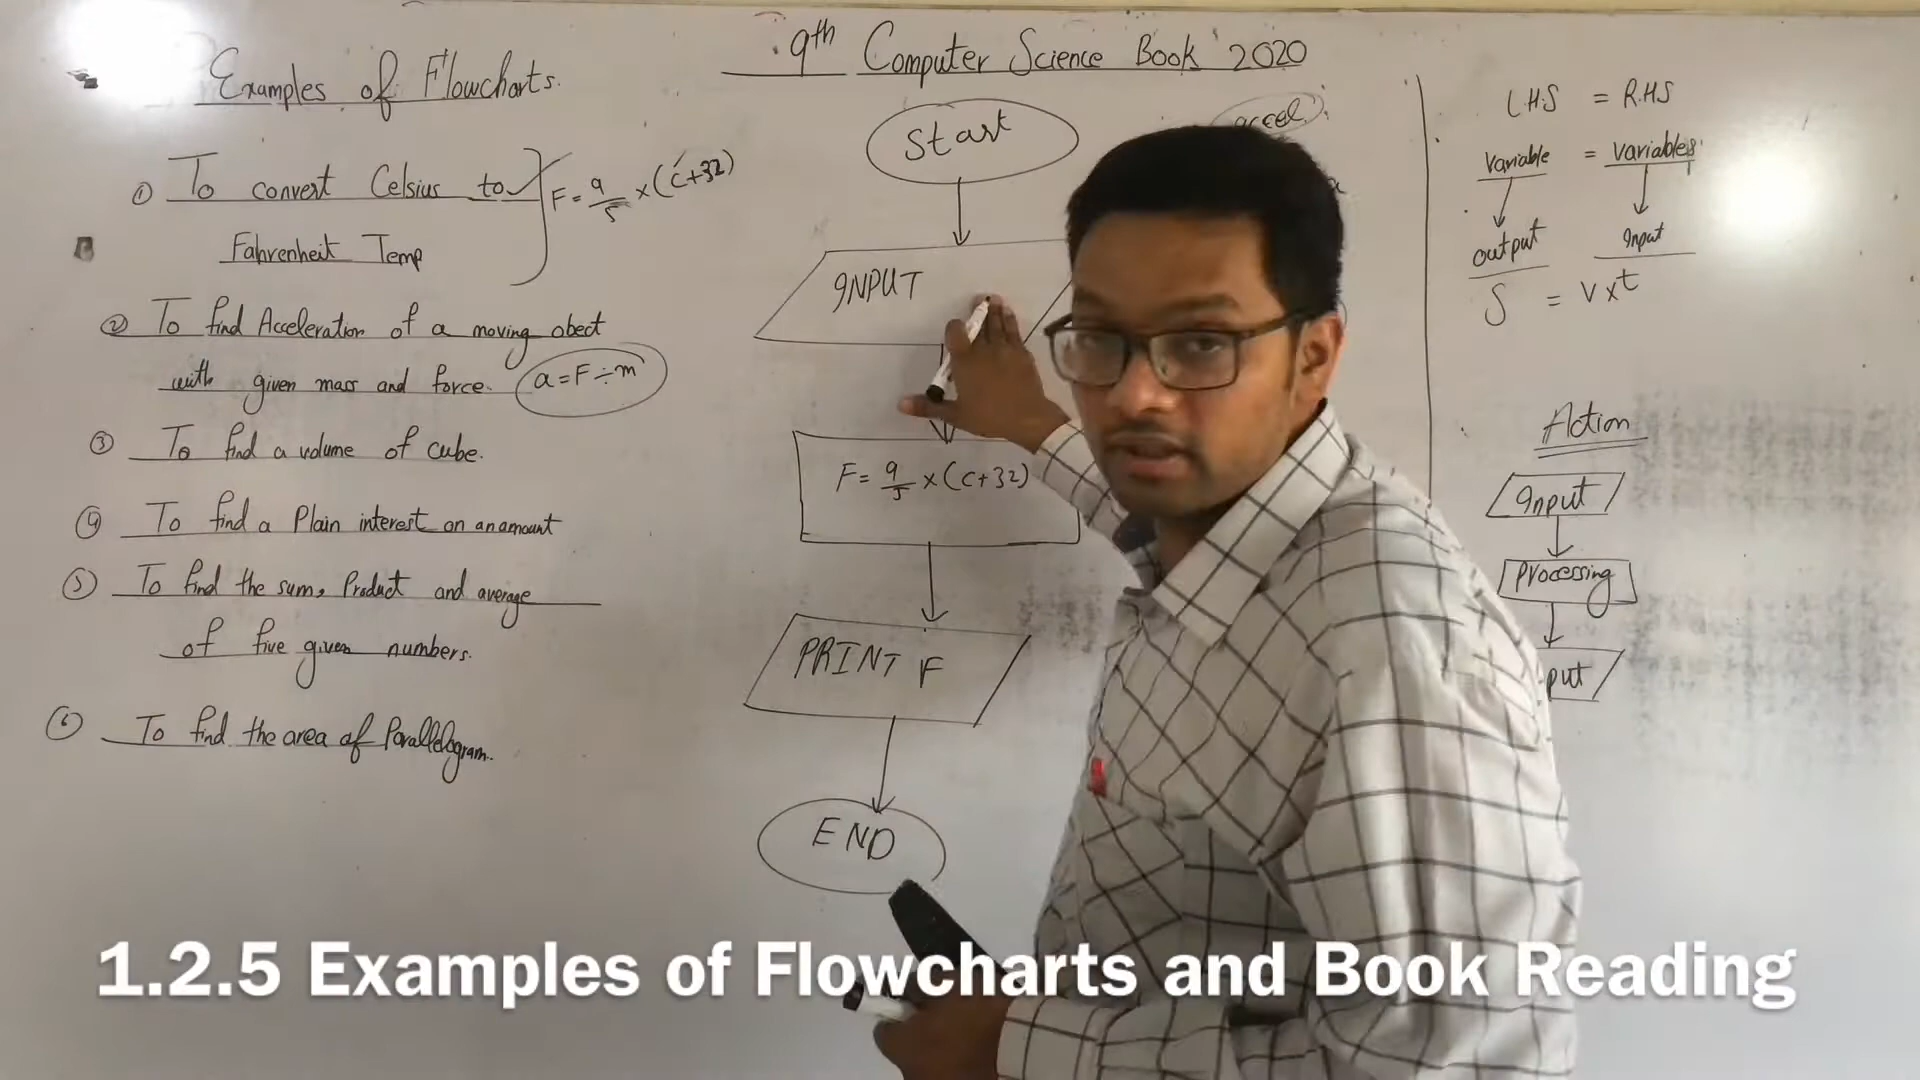 9th Computer Science Book 2020
Examples of Flowcharts.
① To convert Celsius to
Fahrenheit Temp
F = 9/5 × (C+32)
② To find Acceleration of a moving obect
with given mass and force.
a = F ÷ m
③ To find a volume of cube.
④ To find a Plain interest on an amount
⑤ To find the sum, Product and average
of five given numbers.
⑥ To find the area of Parallelogram.
Start
INPUT
F = 9/5 × (C+32)
PRINT F
END
accel
L.H.S = R.H.S
Variable = Variables
output Input
S = V × t
Action
Input
Processing
put
1.2.5 Examples of Flowcharts and Book Reading